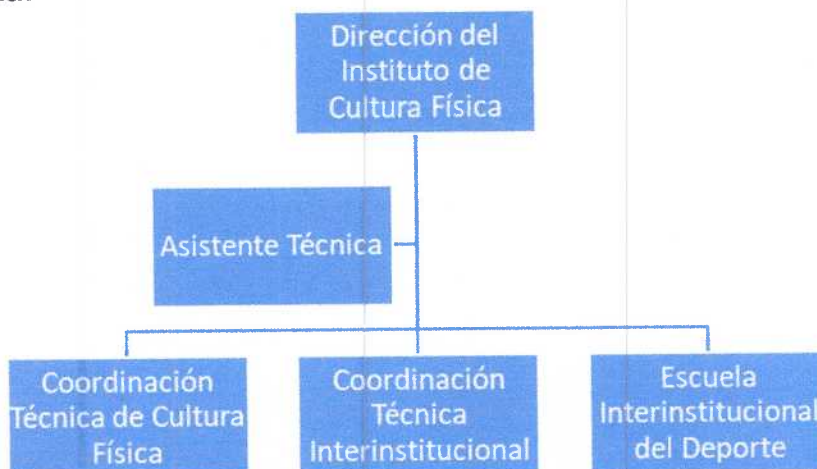 Dirección del
Instituto de
Cultura Física
Asistente Técnica
Coordinación
Técnica de Cultura
Física
Coordinación
Técnica
Interinstitucional
Escuela
Interinstitucional
del Deporte